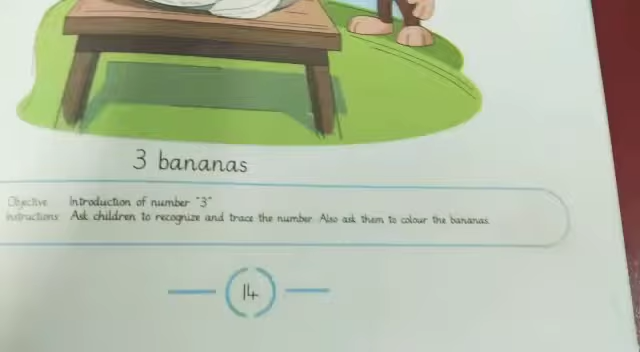 3 bananas
Objective Introduction of number "3"
Instructions Ask children to recognize and trace the number. Also ask them to colour the bananas.
14